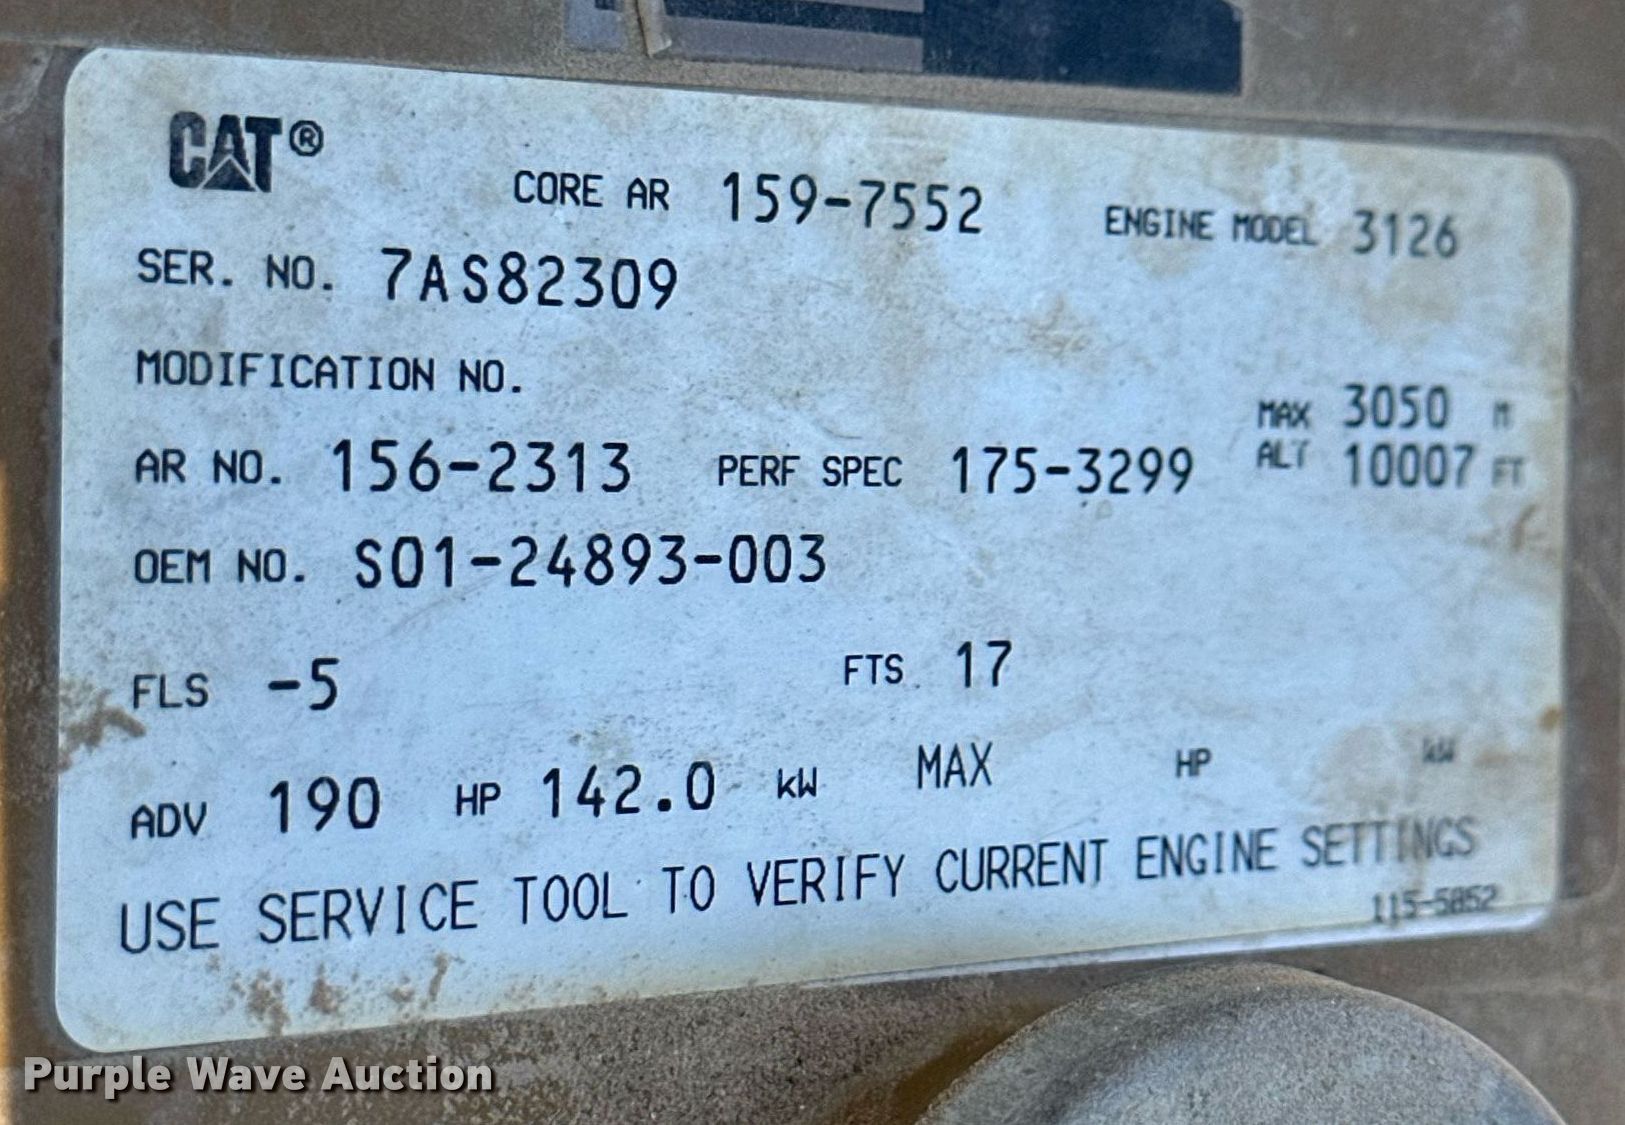 CAT®
CORE AR 159-7552 ENGINE MODEL 3126
SER. NO. 7AS82309
MODIFICATION NO.
MAX 3050 M
AR NO. 156-2313 PERF SPEC 175-3299 ALT 10007 FT
OEM NO. S01-24893-003
FLS -5 FTS 17
ADV 190 HP 142.0 kW MAX HP kW
USE SERVICE TOOL TO VERIFY CURRENT ENGINE SETTINGS
115-5852
Purple Wave Auction